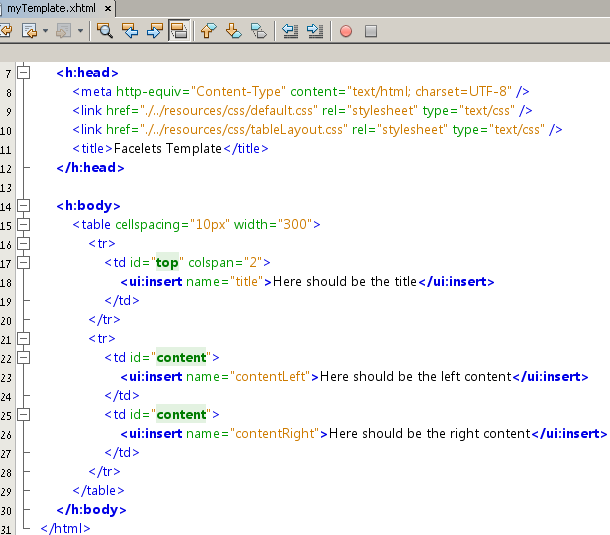 myTemplate.xhtml ×
7 <h:head>
8 <meta http-equiv="Content-Type" content="text/html; charset=UTF-8" />
9 <link href="./../resources/css/default.css" rel="stylesheet" type="text/css" />
10 <link href="./../resources/css/tableLayout.css" rel="stylesheet" type="text/css" />
11 <title>Facelets Template</title>
12 </h:head>
13
14 <h:body>
15 <table cellspacing="10px" width="300">
16 <tr>
17 <td id="top" colspan="2">
18 <ui:insert name="title">Here should be the title</ui:insert>
19 </td>
20 </tr>
21 <tr>
22 <td id="content">
23 <ui:insert name="contentLeft">Here should be the left content</ui:insert>
24 </td>
25 <td id="content">
26 <ui:insert name="contentRight">Here should be the right content</ui:insert>
27 </td>
28 </tr>
29 </table>
30 </h:body>
31 </html>